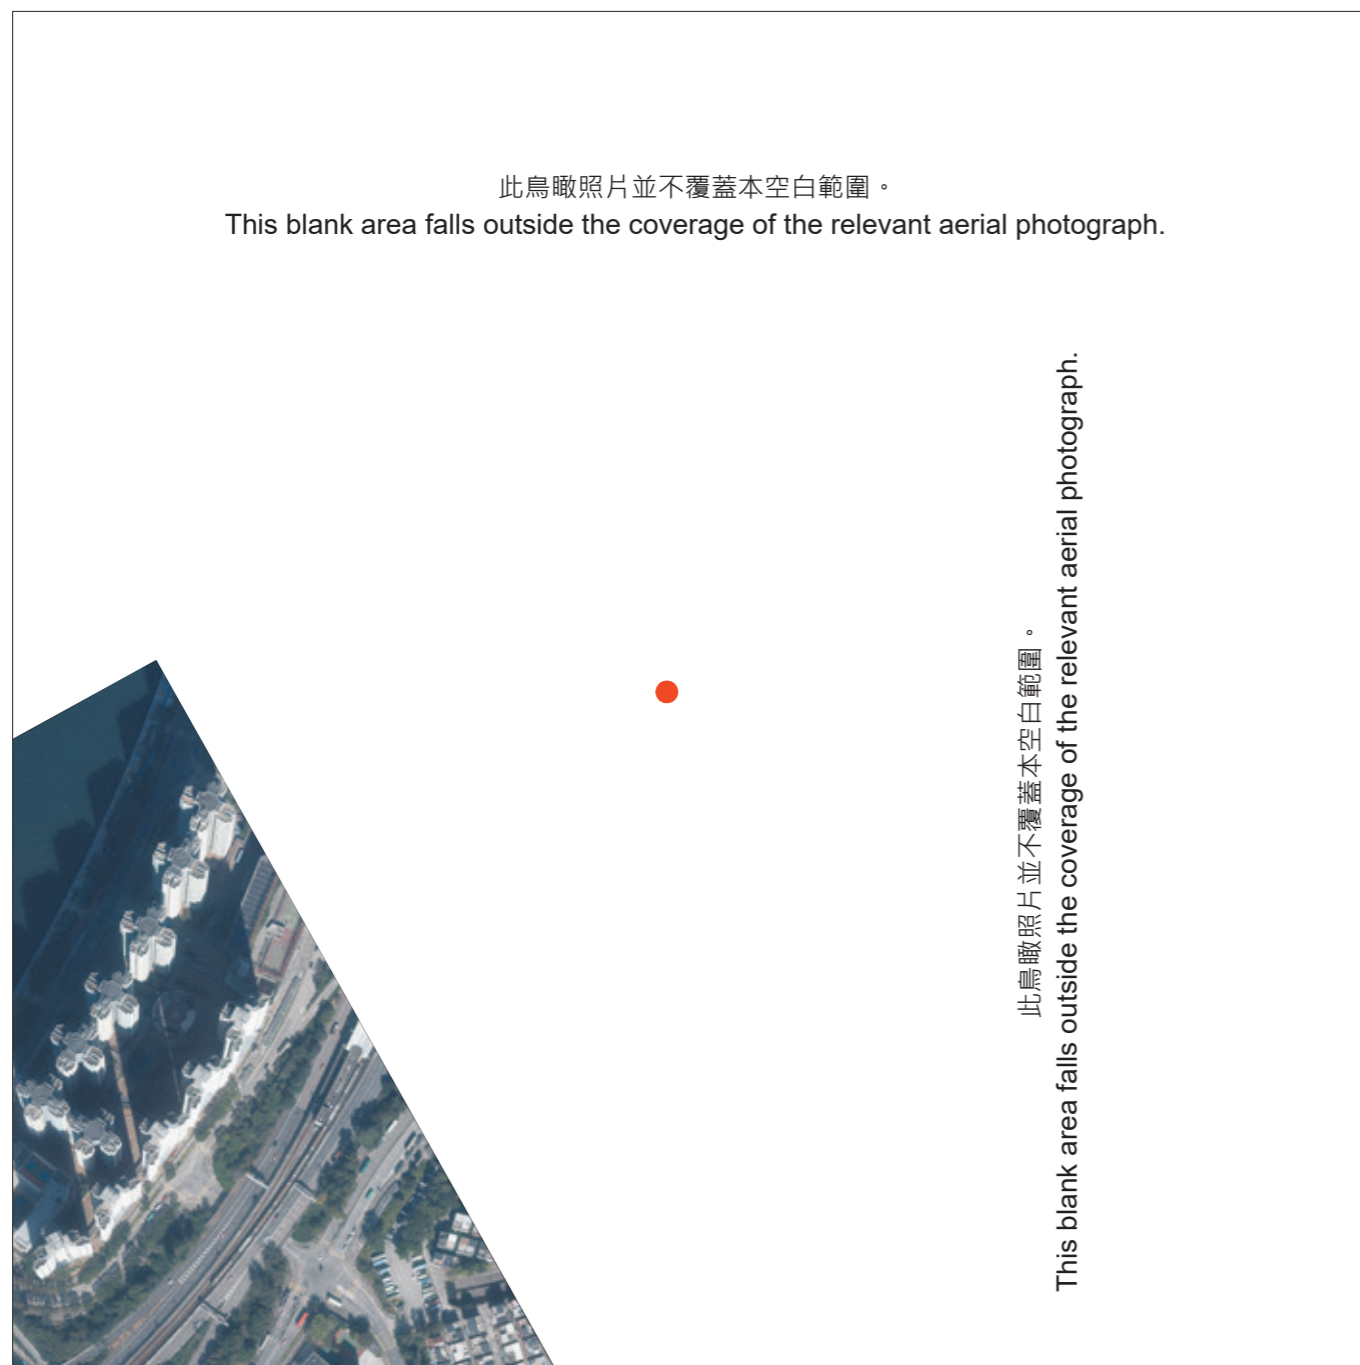 此鳥瞰照片並不覆蓋本空白範圍。
This blank area falls outside the coverage of the relevant aerial photograph.
此鳥瞰照片並不覆蓋本空白範圍。
This blank area falls outside the coverage of the relevant aerial photograph.